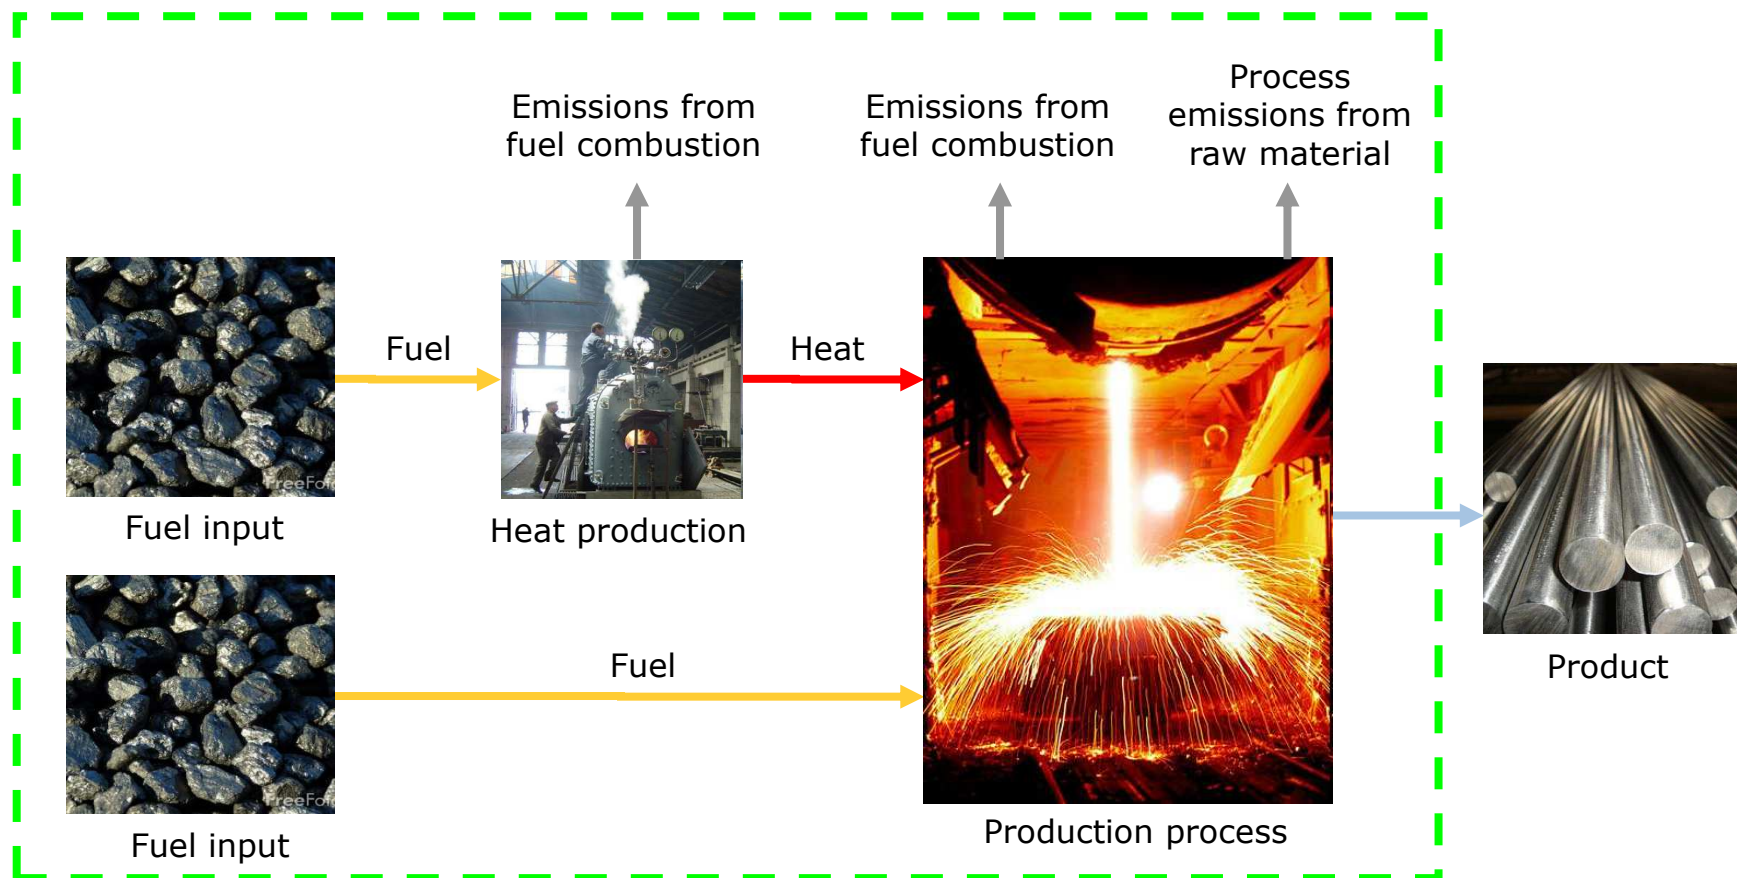 Process
emissions from
raw material
Emissions from
fuel combustion
Emissions from
fuel combustion
Fuel
Heat
Fuel input
Heat production
Fuel
Product
Production process
Fuel input